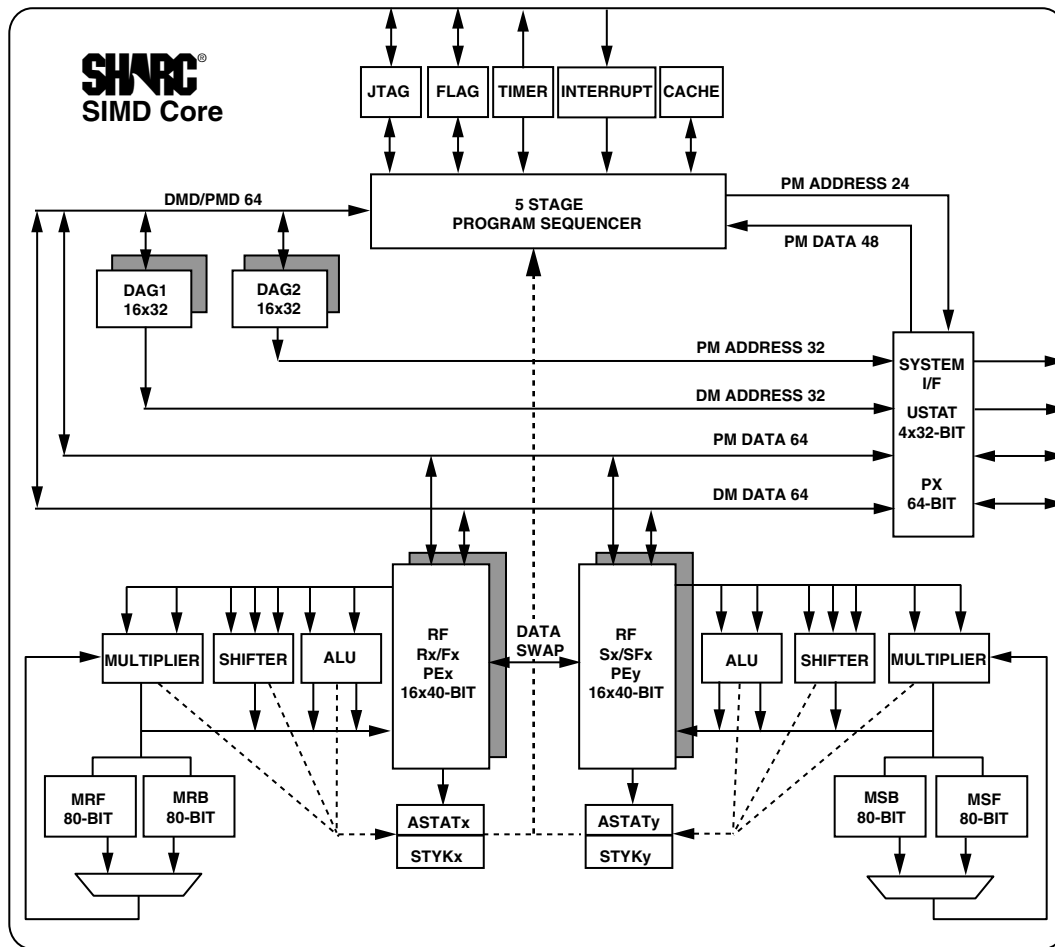 SHARC®
SIMD Core
JTAG
FLAG
TIMER
INTERRUPT
CACHE
DMD/PMD 64
5 STAGE
PROGRAM SEQUENCER
PM ADDRESS 24
PM DATA 48
DAG1
16x32
DAG2
16x32
PM ADDRESS 32
DM ADDRESS 32
PM DATA 64
DM DATA 64
SYSTEM
I/F
USTAT
4x32-BIT
PX
64-BIT
MULTIPLIER
SHIFTER
ALU
RF
Rx/Fx
PEx
16x40-BIT
DATA
SWAP
RF
Sx/SFx
PEy
16x40-BIT
ALU
SHIFTER
MULTIPLIER
MRF
80-BIT
MRB
80-BIT
ASTATx
STYKx
ASTATy
STYKy
MSB
80-BIT
MSF
80-BIT